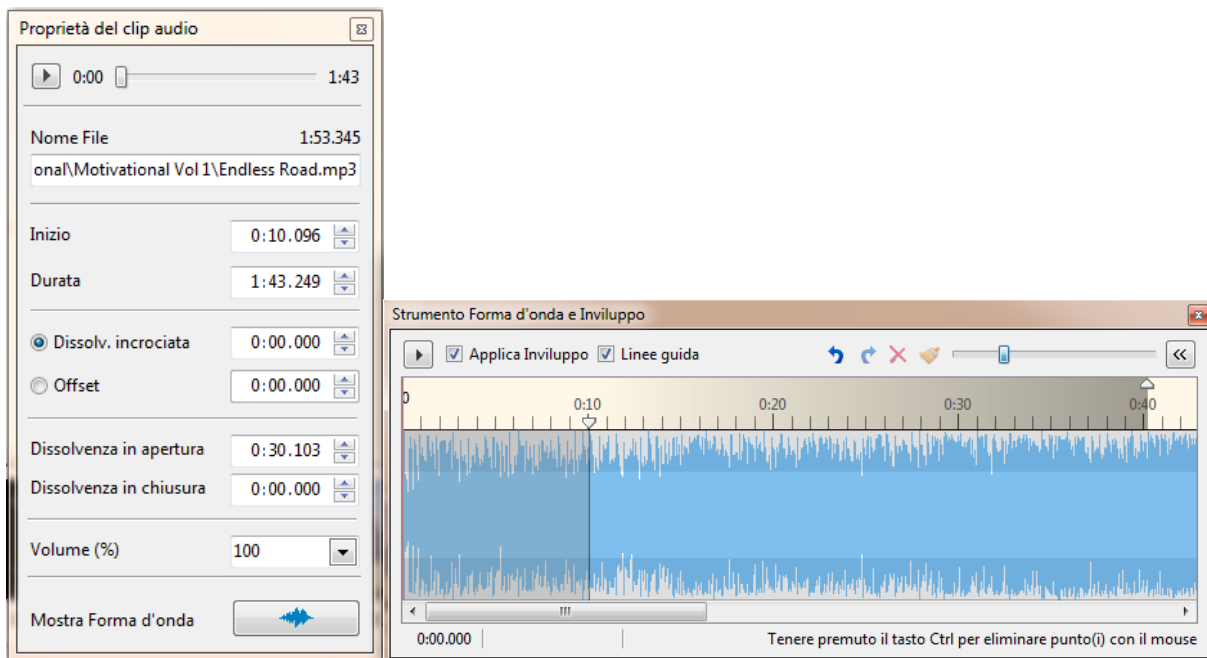 Proprietà del clip audio
0:00 1:43
Nome File 1:53.345
onal\Motivational Vol 1\Endless Road.mp3
Inizio 0:10.096
Durata 1:43.249
Dissolv. incrociata 0:00.000
Offset 0:00.000
Dissolvenza in apertura 0:30.103
Dissolvenza in chiusura 0:00.000
Volume (%) 100
Mostra Forma d'onda
Strumento Forma d'onda e Inviluppo
Applica Inviluppo Linee guida
0 0:10 0:20 0:30 0:40
0:00.000 Tenere premuto il tasto Ctrl per eliminare punto(i) con il mouse